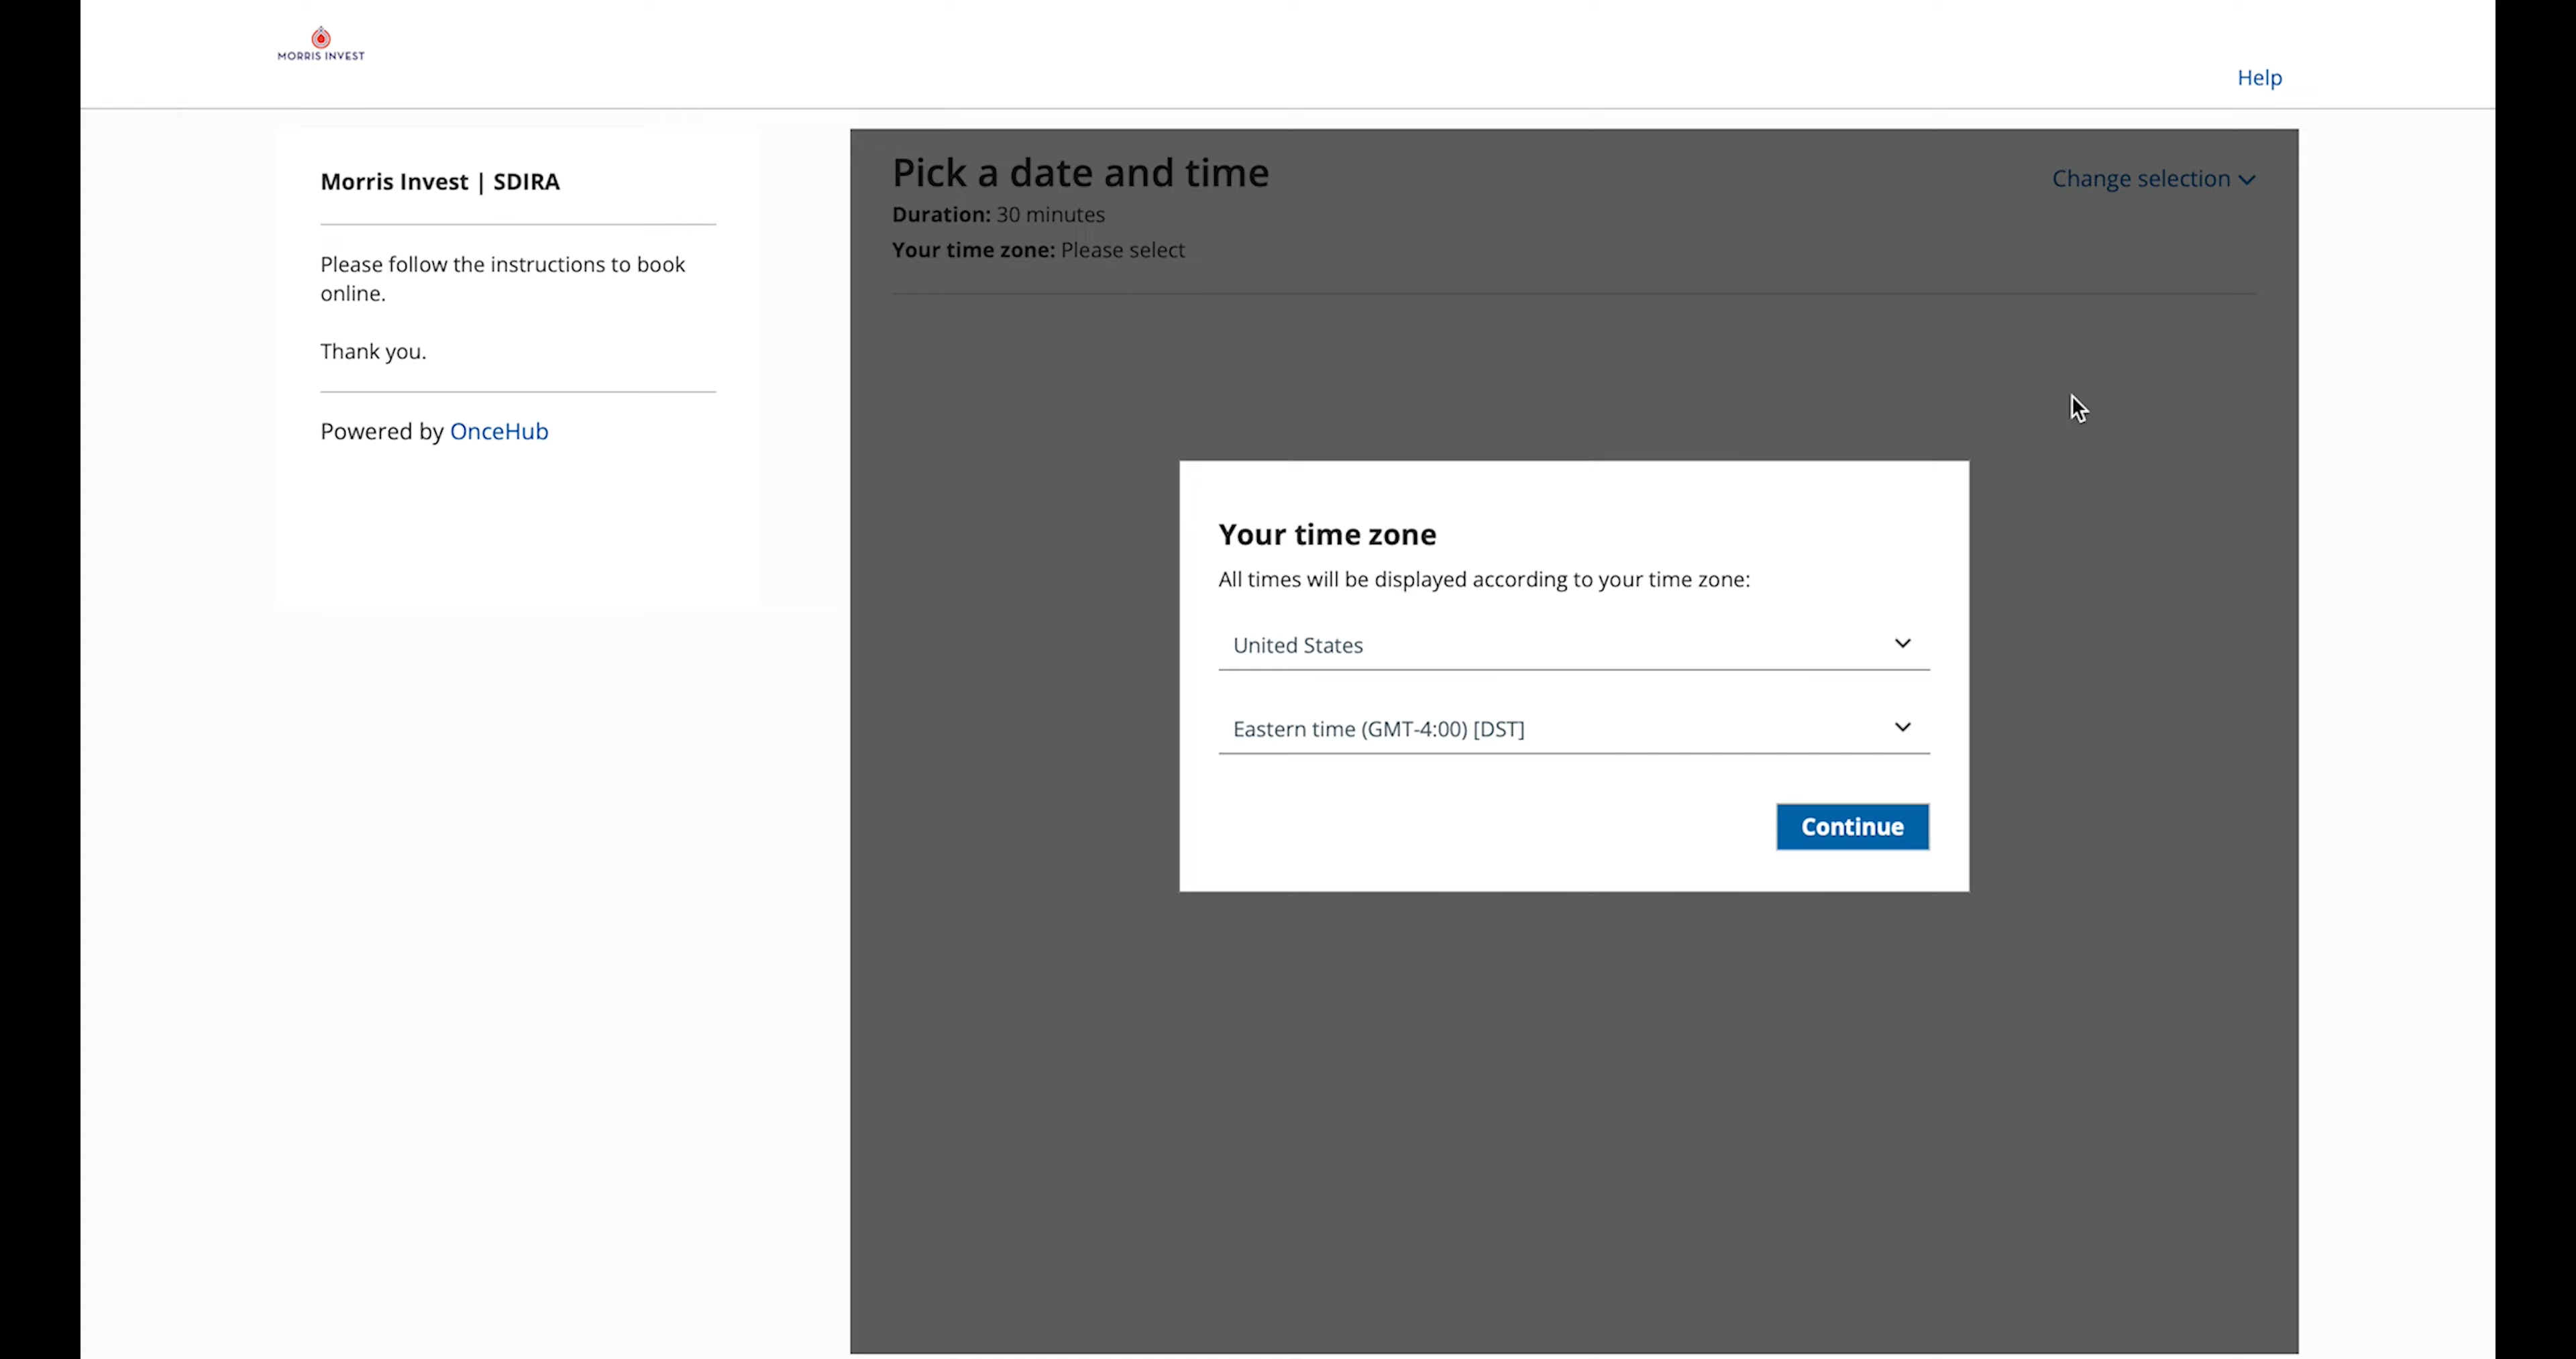 MORRIS INVEST
Help
Morris Invest | SDIRA
Please follow the instructions to book
online.
Thank you.
Powered by OnceHub
Pick a date and time
Change selection
Duration: 30 minutes
Your time zone: Please select
Your time zone
All times will be displayed according to your time zone:
United States
Eastern time (GMT-4:00) [DST]
Continue